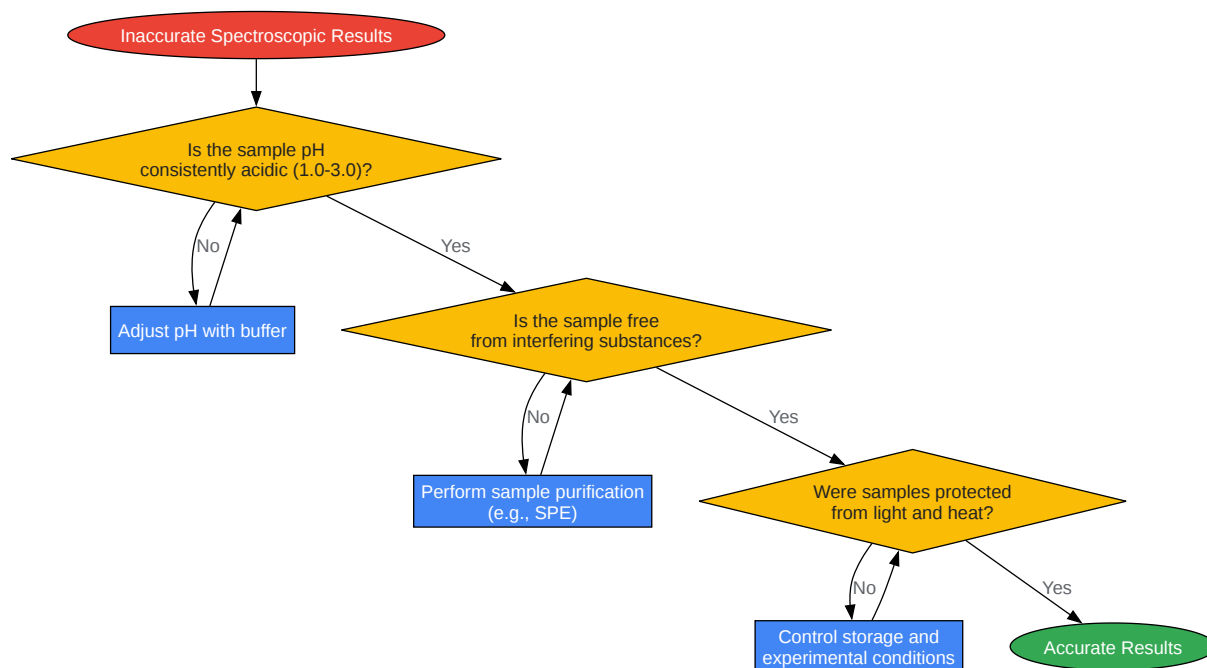 Inaccurate Spectroscopic Results
Is the sample pH
consistently acidic (1.0-3.0)?
No
Yes
Adjust pH with buffer
Is the sample free
from interfering substances?
No
Yes
Perform sample purification
(e.g., SPE)
Were samples protected
from light and heat?
No
Yes
Control storage and
experimental conditions
Accurate Results